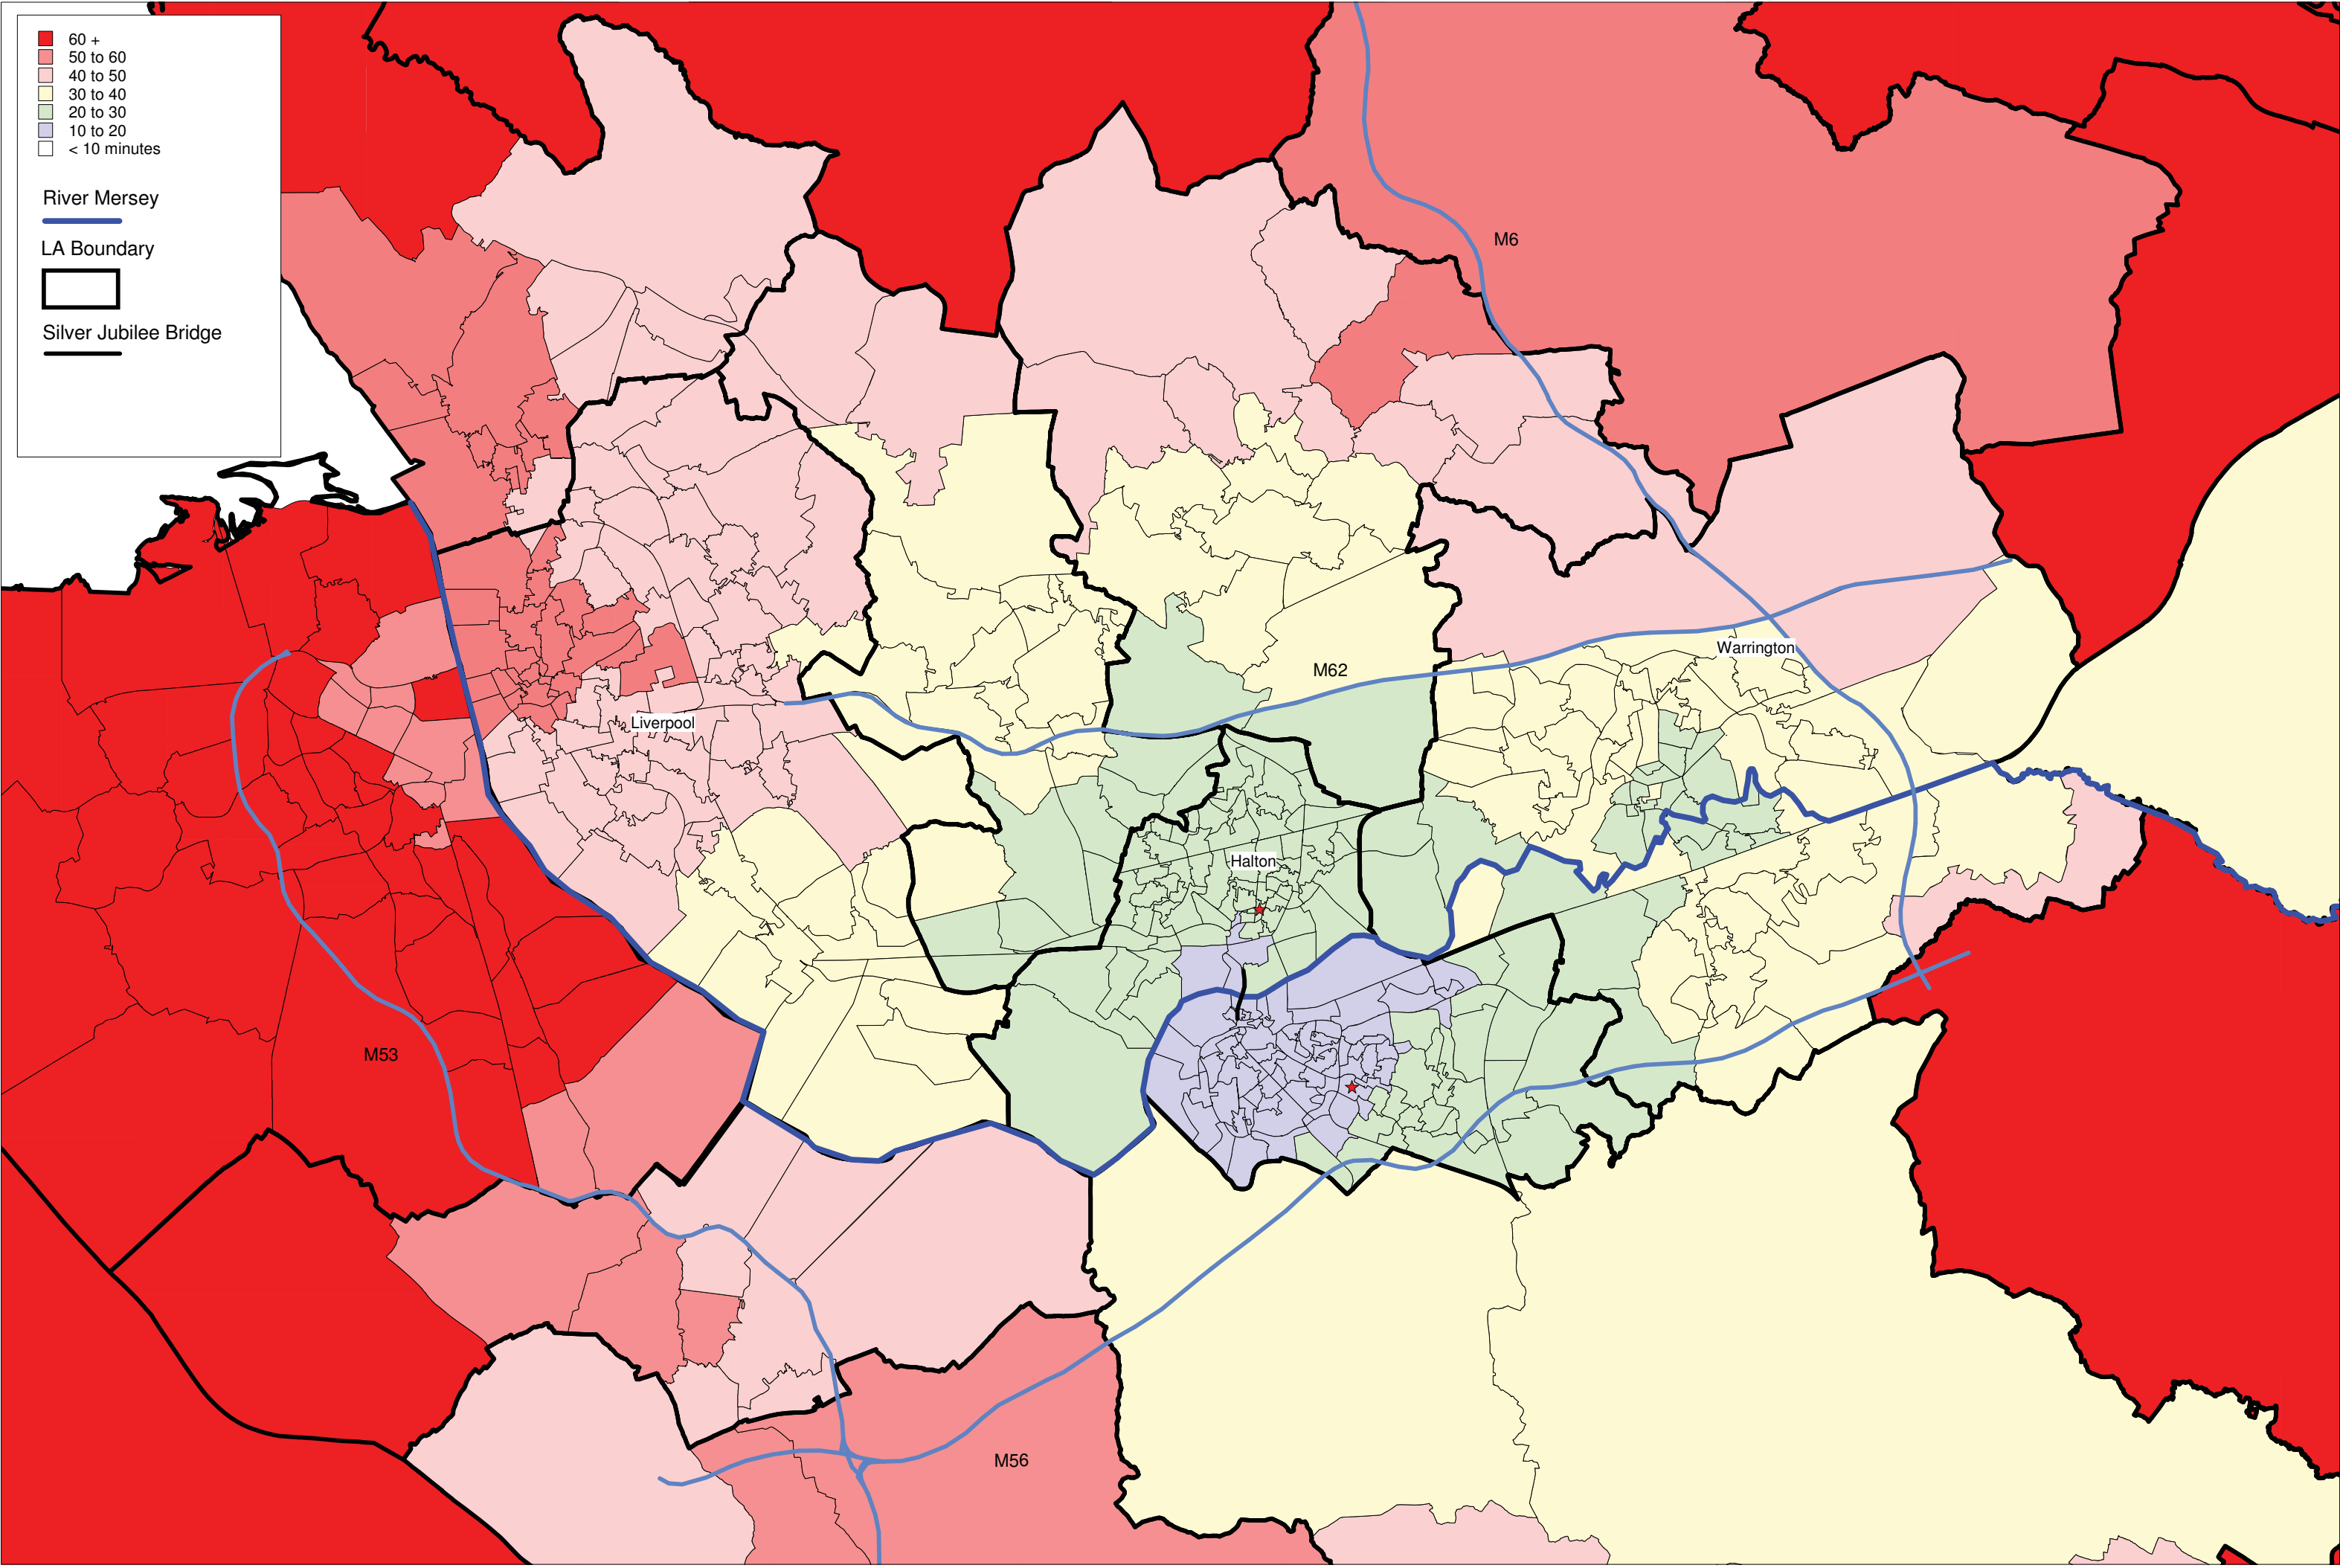 60 +
50 to 60
40 to 50
30 to 40
20 to 30
10 to 20
< 10 minutes
River Mersey
LA Boundary
Silver Jubilee Bridge
M6
Warrington
M62
Liverpool
Halton
M53
M56